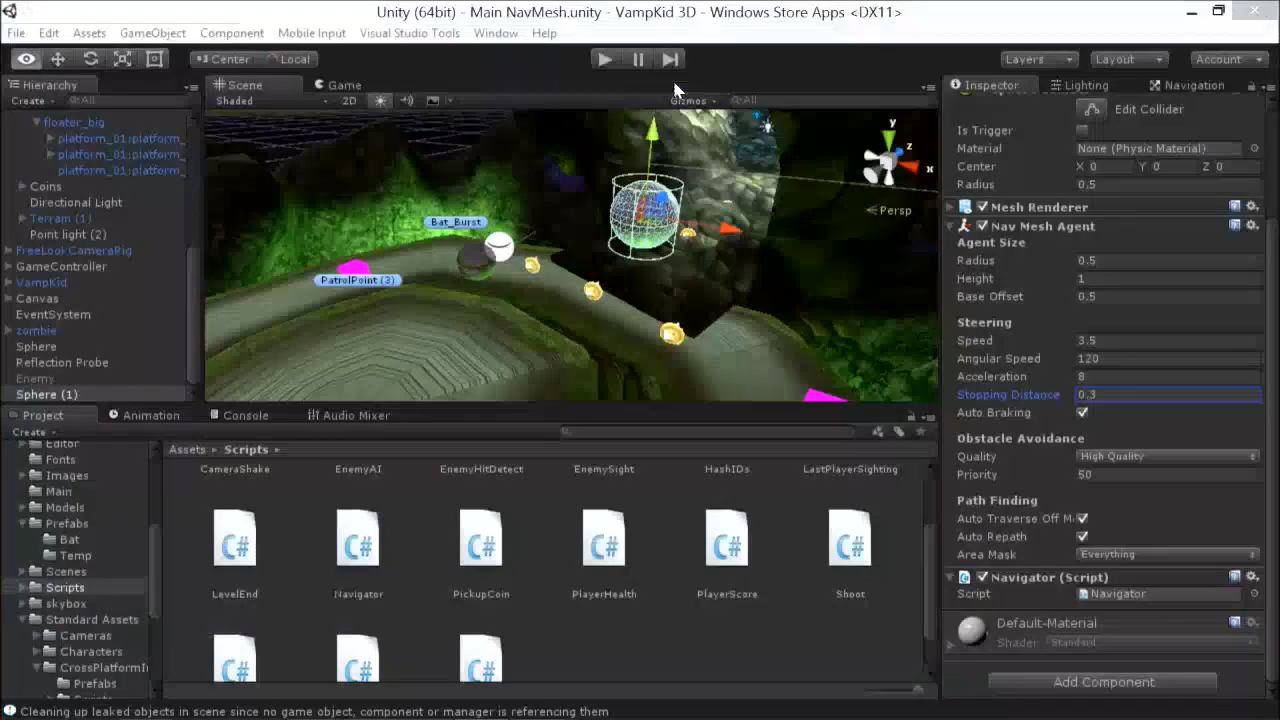 Unity (64bit) - Main NavMesh.unity - VampKid 3D - Windows Store Apps <DX11>
File Edit Assets GameObject Component Mobile Input Visual Studio Tools Window Help
Center Local
Layers Layout Account
Hierarchy
Create All
floater_big
platform_01:platform_
platform_01:platform_
platform_01:platform_
Coins
Directional Light
Terrain (1)
Point light (2)
FreeLookCameraRig
GameController
VampKid
Canvas
EventSystem
zombie
Sphere
Reflection Probe
Enemy
Sphere (1)
Scene Game
Shaded 2D Gizmos All
Bat_Burst
PatrolPoint (3)
y
z
x
Persp
Inspector Lighting Navigation
Edit Collider
Is Trigger
Material None (Physic Material)
Center X 0 Y 0 Z 0
Radius 0.5
Mesh Renderer
Nav Mesh Agent
Agent Size
Radius 0.5
Height 1
Base Offset 0.5
Steering
Speed 3.5
Angular Speed 120
Acceleration 8
Stopping Distance 0.3
Auto Braking
Obstacle Avoidance
Quality High Quality
Priority 50
Path Finding
Auto Traverse Off M
Auto Repath
Area Mask Everything
Navigator (Script)
Script Navigator
Default-Material
Shader Standard
Add Component
Project Animation Console Audio Mixer
Create
Editor
Fonts
Images
Main
Models
Prefabs
Bat
Temp
Scenes
Scripts
skybox
Standard Assets
Cameras
Characters
CrossPlatformIn
Prefabs
Assets Scripts
CameraShake EnemyAI EnemyHitDetect EnemySight HashIDs LastPlayerSighting
C# C# C# C# C# C#
LevelEnd Navigator PickupCoin PlayerHealth PlayerScore Shoot
C# C# C#
Cleaning up leaked objects in scene since no game object, component or manager is referencing them